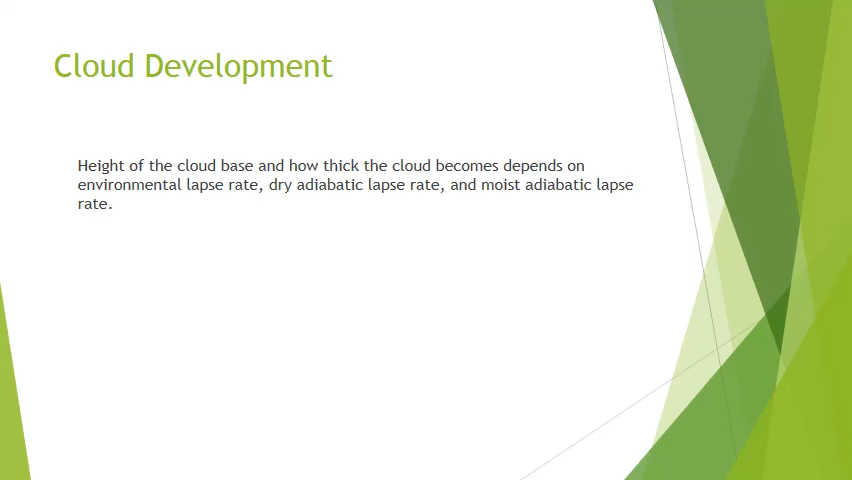 Cloud Development
Height of the cloud base and how thick the cloud becomes depends on
environmental lapse rate, dry adiabatic lapse rate, and moist adiabatic lapse
rate.